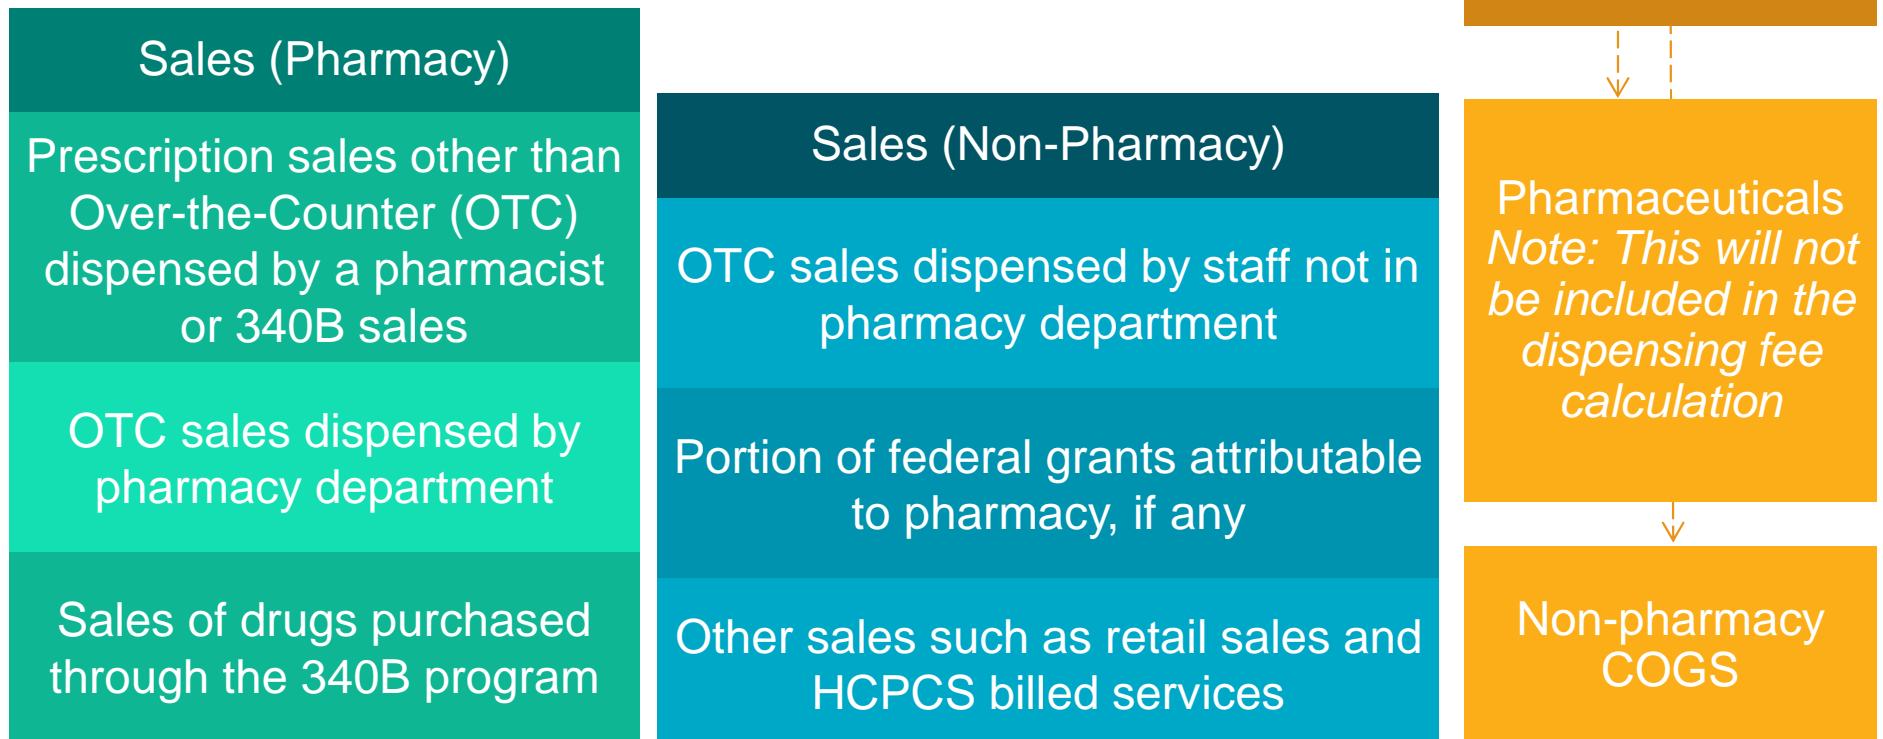 Sales (Pharmacy)
Prescription sales other than
Over-the-Counter (OTC)
dispensed by a pharmacist
or 340B sales
OTC sales dispensed by
pharmacy department
Sales of drugs purchased
through the 340B program
Sales (Non-Pharmacy)
OTC sales dispensed by staff not in
pharmacy department
Portion of federal grants attributable
to pharmacy, if any
Other sales such as retail sales and
HCPCS billed services
Pharmaceuticals
Note: This will not
be included in the
dispensing fee
calculation
Non-pharmacy
COGS